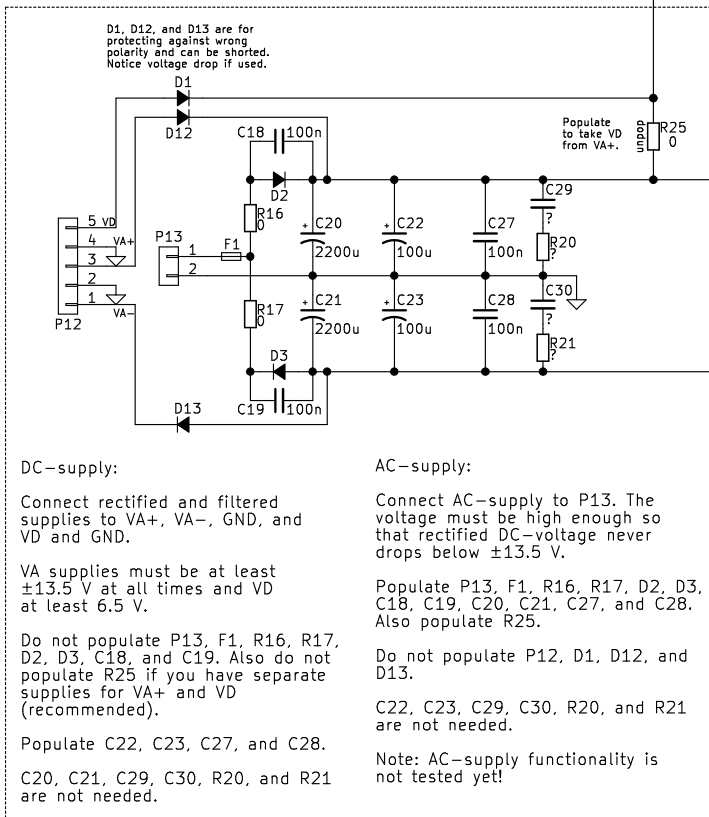 D1, D12, and D13 are for
protecting against wrong
polarity and can be shorted.
Notice voltage drop if used.
D1
D12
C18
100n
D2
Populate
to take VD
from VA+.
unpop
R25
0
C29
?
R16
0
+
C20
2200u
+
C22
100u
C27
100n
R20
?
5 VD
4
VA+
3
2
1
VA-
P12
P13
1
2
F1
R17
0
+
C21
2200u
+
C23
100u
C28
100n
C30
?
R21
?
D3
C19
100n
D13
DC-supply:
Connect rectified and filtered
supplies to VA+, VA-, GND, and
VD and GND.
VA supplies must be at least
±13.5 V at all times and VD
at least 6.5 V.
Do not populate P13, F1, R16, R17,
D2, D3, C18, and C19. Also do not
populate R25 if you have separate
supplies for VA+ and VD
(recommended).
Populate C22, C23, C27, and C28.
C20, C21, C29, C30, R20, and R21
are not needed.
AC-supply:
Connect AC-supply to P13. The
voltage must be high enough so
that rectified DC-voltage never
drops below ±13.5 V.
Populate P13, F1, R16, R17, D2, D3,
C18, C19, C20, C21, C27, and C28.
Also populate R25.
Do not populate P12, D1, D12, and
D13.
C22, C23, C29, C30, R20, and R21
are not needed.
Note: AC-supply functionality is
not tested yet!